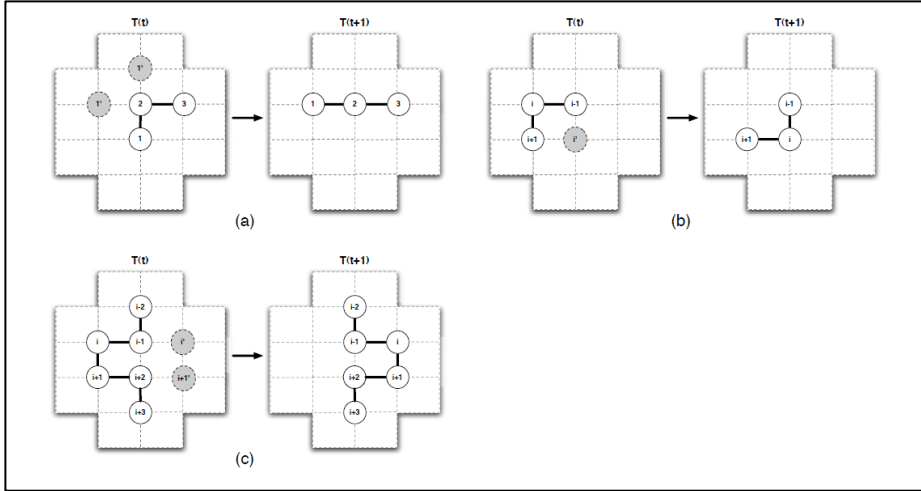 T(t) T(t+1) T(t) T(t+1)
1'
1' 2 3 1 2 3 i i-1 i-1
1 i+1 i' i+1 i
(a) (b)
T(t) T(t+1)
i-2 i-2
i i-1 i' i-1 i
i+1 i+2 i+1' i+2 i+1
i+3 i+3
(c)